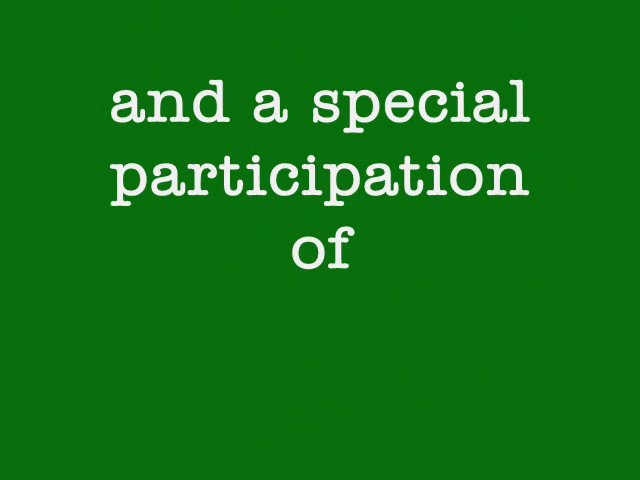 and a special
participation
of